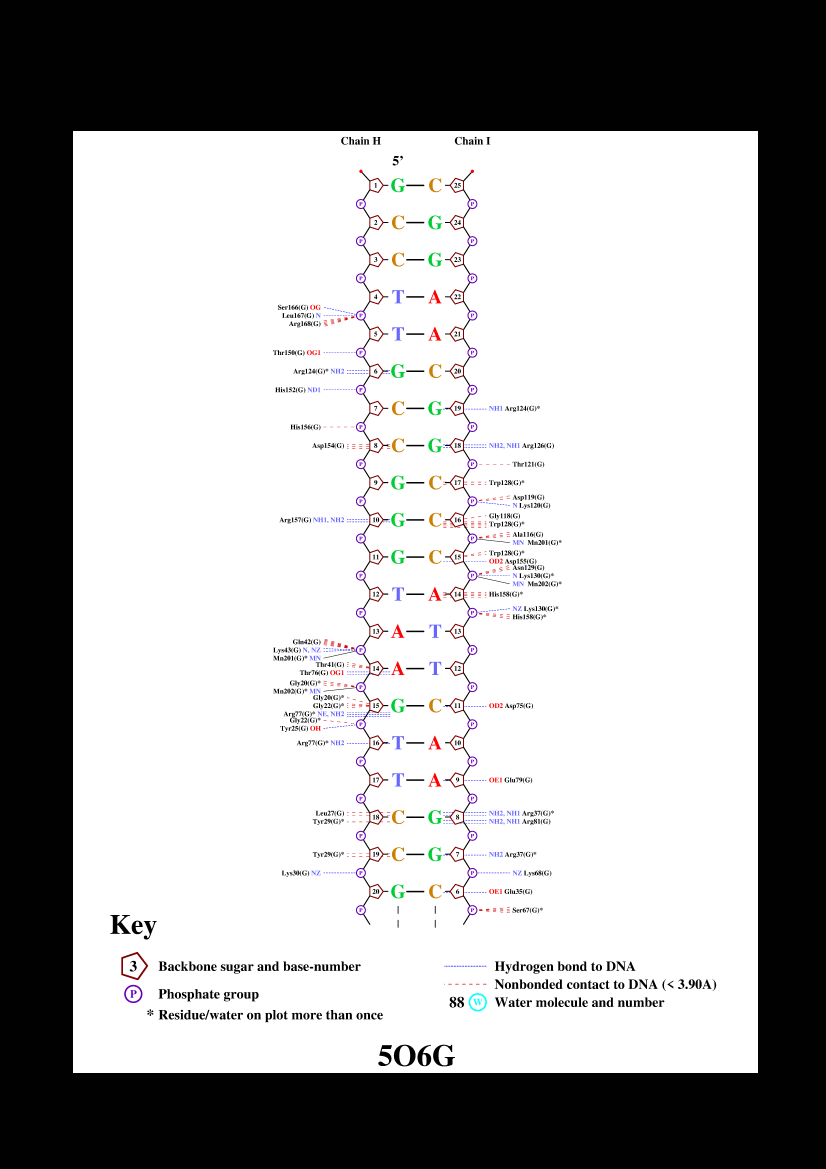 Chain H Chain I
5’
1 G C 25
P P
2 C G 24
P P
3 C G 23
P P
4 T A 22
Ser166(G) OG
Leu167(G) N P P
Arg168(G)
5 T A 21
Thr150(G) OG1 P P
Arg124(G)* NH2 6 G C 20
His152(G) ND1 P P
7 C G 19 NH1 Arg124(G)*
His156(G) P P
Asp154(G) 8 C G 18 NH2, NH1 Arg126(G)
P P Thr121(G)
9 G C 17 Trp128(G)*
Asp119(G)
P P N Lys120(G)
Gly118(G)
Arg157(G) NH1, NH2 10 G C 16
Trp128(G)*
Ala116(G)
P P MN Mn201(G)*
Trp128(G)*
11 G C 15
OD2 Asp155(G)
Asn129(G)
P P N Lys130(G)*
MN Mn202(G)*
12 T A 14 His158(G)*
NZ Lys130(G)*
P P His158(G)*
13 A T 13
Gln42(G)
Lys43(G) N, NZ P P
Mn201(G)* MN
Thr41(G)
14 A T 12
Thr76(G) OG1
Gly20(G)*
Mn202(G)* MN P P
Gly20(G)*
Gly22(G)* 15 G C 11 OD2 Asp75(G)
Arg77(G)* NE, NH2
Gly22(G)*
Tyr25(G) OH P P
Arg77(G)* NH2 16 T A 10
P P
17 T A 9 OE1 Glu79(G)
P P
Leu27(G) NH2, NH1 Arg37(G)*
18 C G 8
Tyr29(G)* NH2, NH1 Arg81(G)
P P
Tyr29(G)* 19 C G 7 NH2 Arg37(G)*
Lys30(G) NZ P P NZ Lys68(G)
20 G C 6 OE1 Glu35(G)
P P Ser67(G)*
Key
3 Backbone sugar and base-number
P Phosphate group
* Residue/water on plot more than once
Hydrogen bond to DNA
Nonbonded contact to DNA (< 3.90A)
88 W Water molecule and number
5O6G